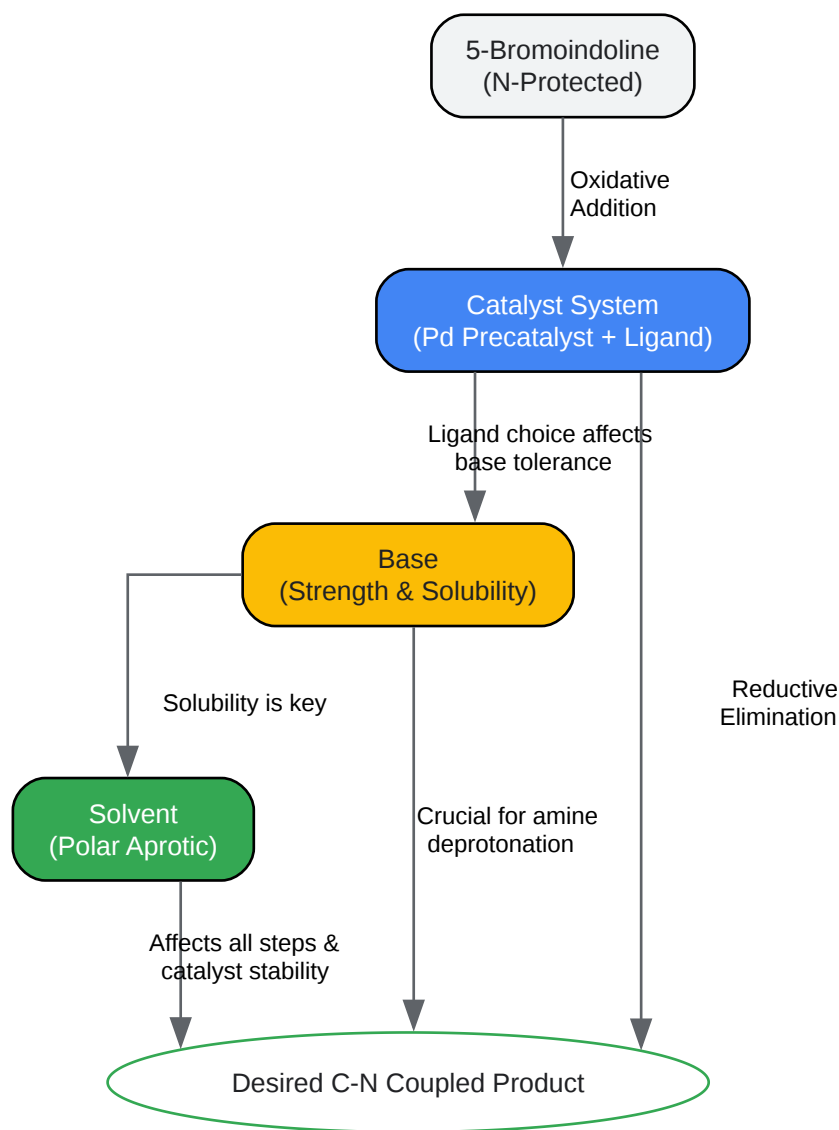 5-Bromoindoline
(N-Protected)
Oxidative
Addition
Catalyst System
(Pd Precatalyst + Ligand)
Ligand choice affects
base tolerance
Base
(Strength & Solubility)
Solubility is key
Reductive
Elimination
Solvent
(Polar Aprotic)
Crucial for amine
deprotonation
Affects all steps &
catalyst stability
Desired C-N Coupled Product